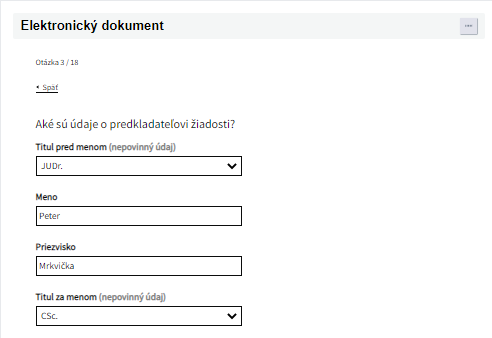 Elektronický dokument
Otázka 3 / 18
Späť
Aké sú údaje o predkladateľovi žiadosti?
Titul pred menom (nepovinný údaj)
JUDr.
Meno
Peter
Priezvisko
Mrkvička
Titul za menom (nepovinný údaj)
CSc.